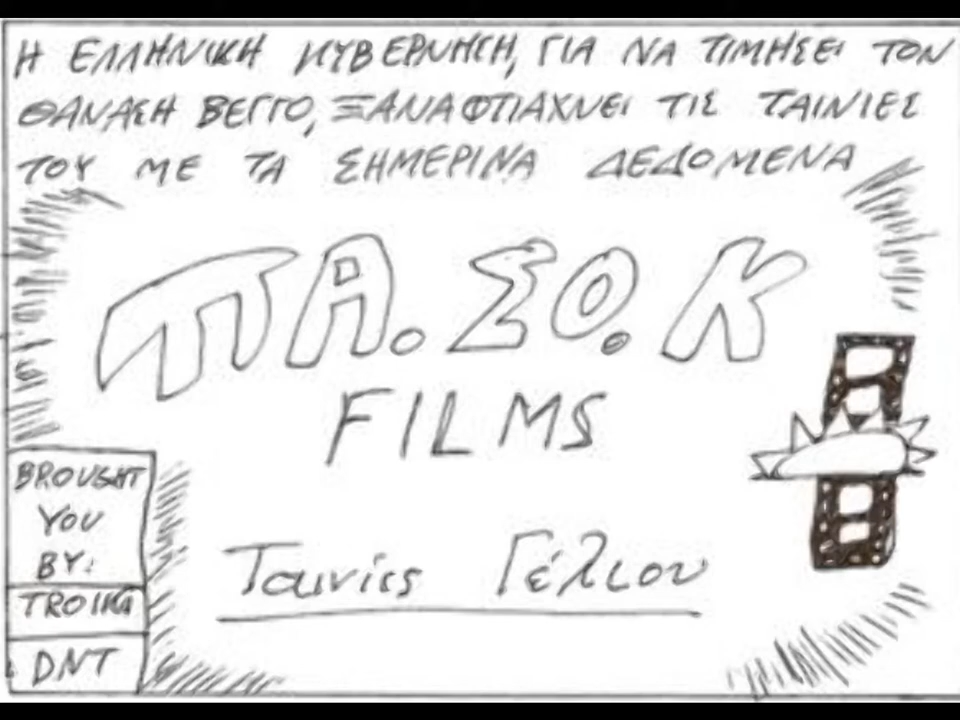 Η ΕΛΛΗΝΙΚΗ ΚΥΒΕΡΝΗΣΗ, ΓΙΑ ΝΑ ΤΙΜΗΣΕΙ ΤΟΝ
ΘΑΝΑΣΗ ΒΕΓΓΟ, ΞΑΝΑΦΤΙΑΧΝΕΙ ΤΙΣ ΤΑΙΝΙΕΣ
ΤΟΥ ΜΕ ΤΑ ΣΗΜΕΡΙΝΑ ΔΕΔΟΜΕΝΑ
ΠΑ.ΣΟ.Κ
FILMS
BROUGHT
YOU
BY:
TROIKA
DNT
Ταινίες Γέλιου